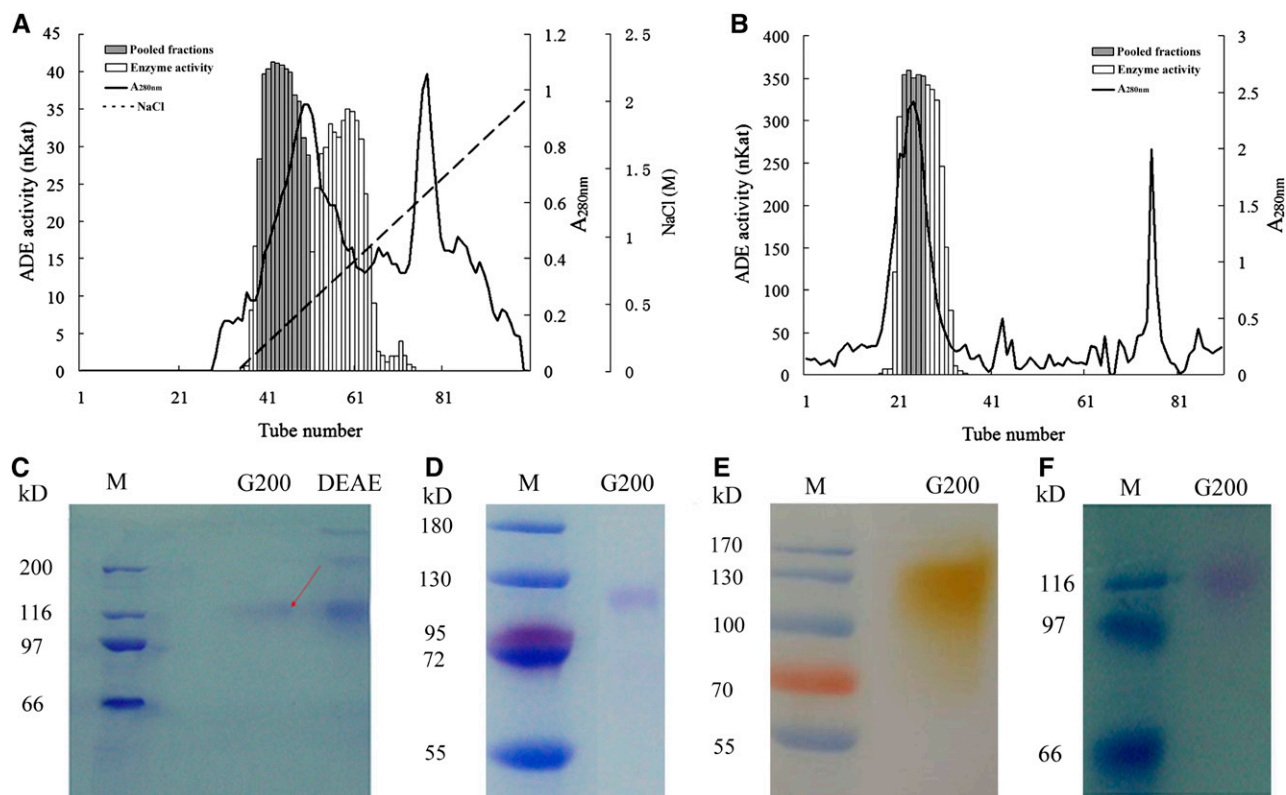 A
45
40
35
30
25
20
15
10
5
0
ADE activity (nKat)
Pooled fractions
Enzyme activity
A280nm
NaCl
1.2
1
0.8
0.6
0.4
0.2
0
A280nm
2.5
2
1.5
1
0.5
0
NaCl (M)
1 21 41 61 81
Tube number
B
400
350
300
250
200
150
100
50
0
ADE activity (nKat)
Pooled fractions
Enzyme activity
A280nm
3
2.5
2
1.5
1
0.5
0
A280nm
1 21 41 61 81
Tube number
C
kD M G200 DEAE
200
116
97
66
D
kD M G200
180
130
95
72
55
E
kD M G200
170
130
100
70
55
F
kD M G200
116
97
66